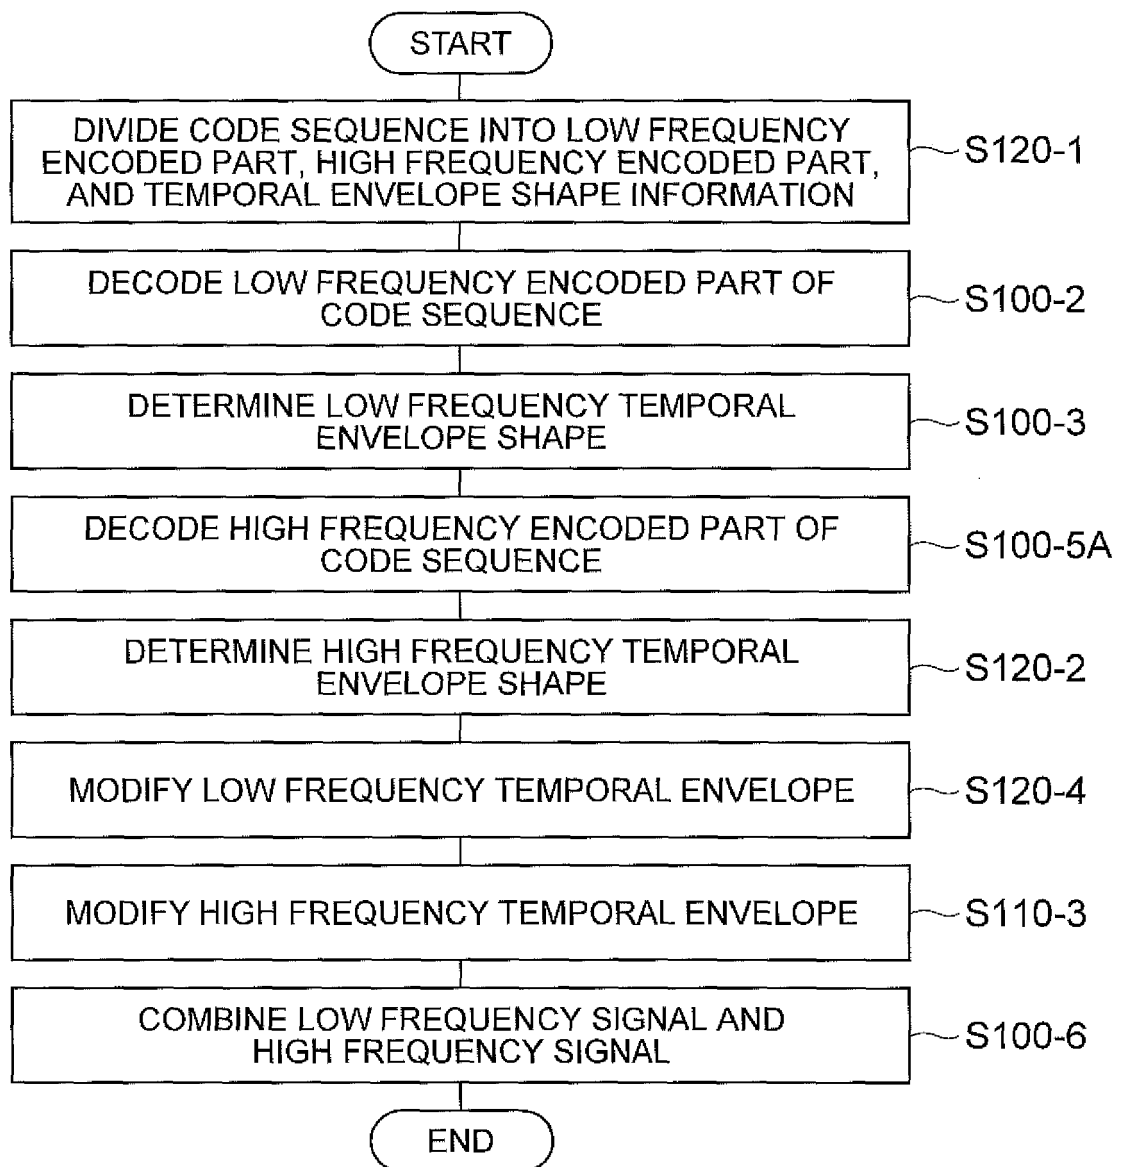 START
DIVIDE CODE SEQUENCE INTO LOW FREQUENCY
ENCODED PART, HIGH FREQUENCY ENCODED PART,
AND TEMPORAL ENVELOPE SHAPE INFORMATION
S120-1
DECODE LOW FREQUENCY ENCODED PART OF
CODE SEQUENCE
S100-2
DETERMINE LOW FREQUENCY TEMPORAL
ENVELOPE SHAPE
S100-3
DECODE HIGH FREQUENCY ENCODED PART OF
CODE SEQUENCE
S100-5A
DETERMINE HIGH FREQUENCY TEMPORAL
ENVELOPE SHAPE
S120-2
MODIFY LOW FREQUENCY TEMPORAL ENVELOPE
S120-4
MODIFY HIGH FREQUENCY TEMPORAL ENVELOPE
S110-3
COMBINE LOW FREQUENCY SIGNAL AND
HIGH FREQUENCY SIGNAL
S100-6
END